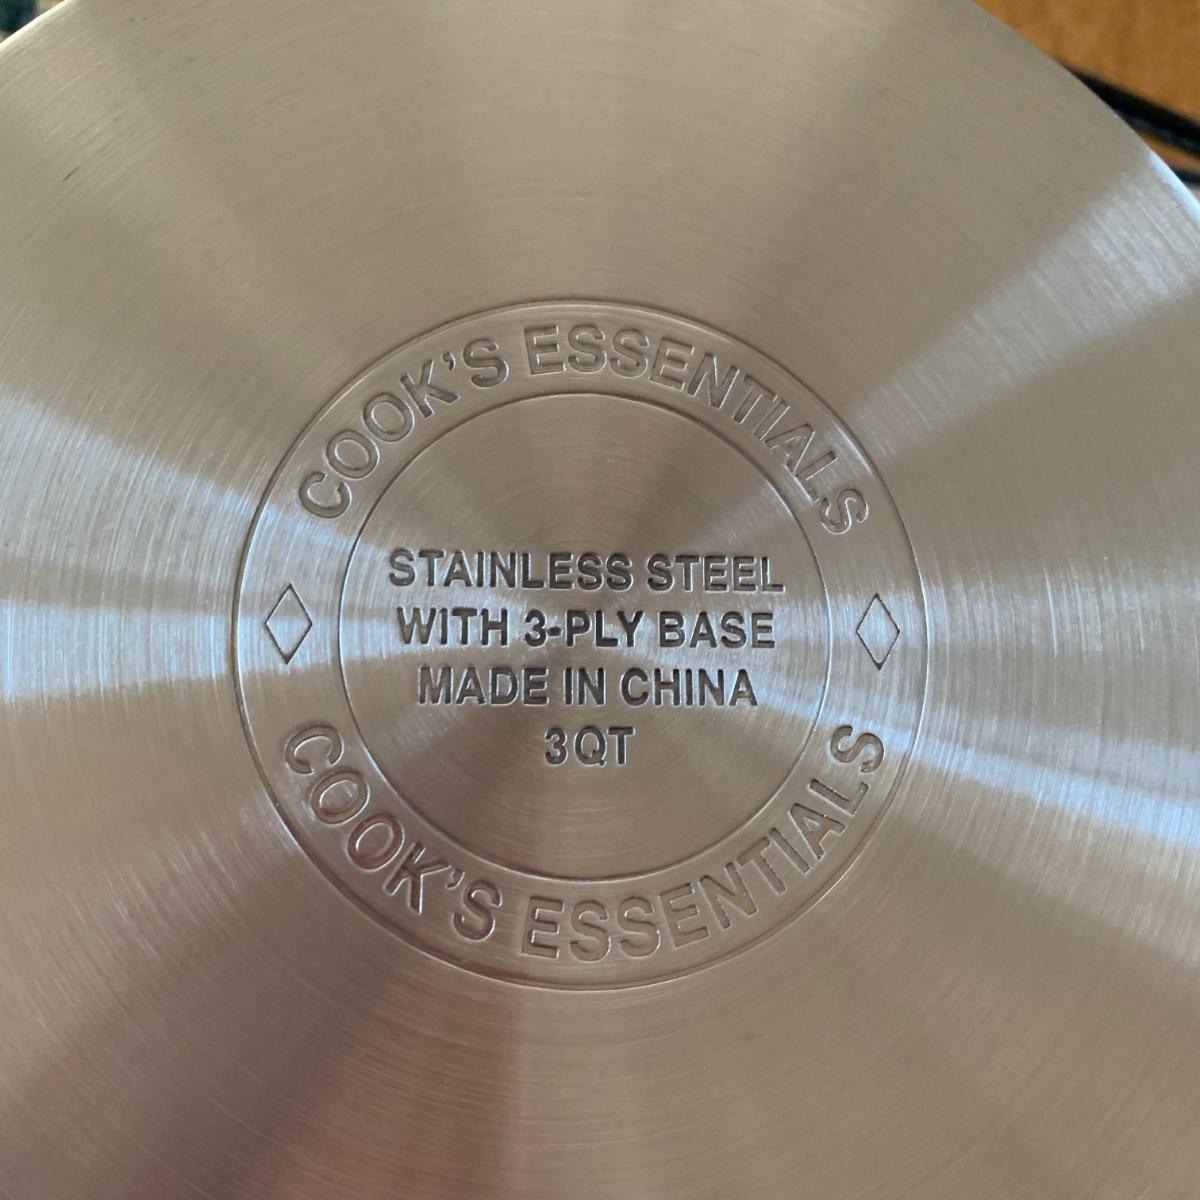 COOK'S ESSENTIALS
STAINLESS STEEL
WITH 3-PLY BASE
MADE IN CHINA
3QT
COOK'S ESSENTIALS